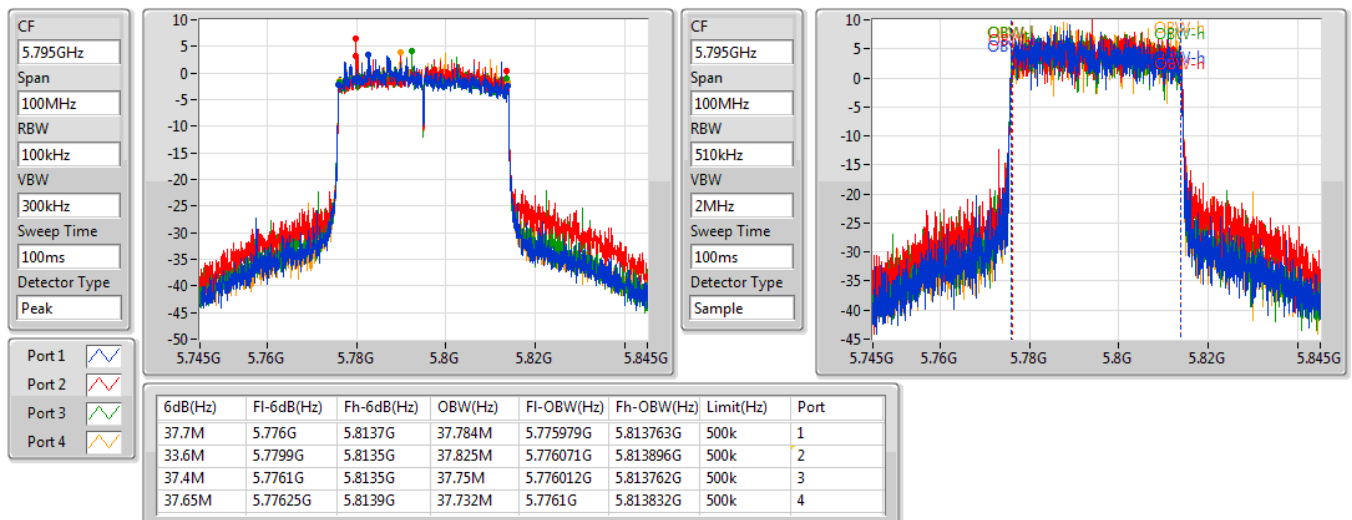 CF
5.795GHz
Span
100MHz
RBW
100kHz
VBW
300kHz
Sweep Time
100ms
Detector Type
Peak
10
5
0
-5
-10
-15
-20
-25
-30
-35
-40
-45
-50
5.745G 5.76G 5.78G 5.8G 5.82G 5.845G
CF
5.795GHz
Span
100MHz
RBW
510kHz
VBW
2MHz
Sweep Time
100ms
Detector Type
Sample
10
5
0
-5
-10
-15
-20
-25
-30
-35
-40
-45
5.745G 5.76G 5.78G 5.8G 5.82G 5.845G
OBW-h
OBW-h
OBW-h
OBW-h
Port 1
Port 2
Port 3
Port 4
6dB(Hz) Fl-6dB(Hz) Fh-6dB(Hz) OBW(Hz) Fl-OBW(Hz) Fh-OBW(Hz) Limit(Hz) Port
37.7M 5.776G 5.8137G 37.784M 5.775979G 5.813763G 500k 1
33.6M 5.7799G 5.8135G 37.825M 5.776071G 5.813896G 500k 2
37.4M 5.7761G 5.8135G 37.75M 5.776012G 5.813762G 500k 3
37.65M 5.77625G 5.8139G 37.732M 5.7761G 5.813832G 500k 4